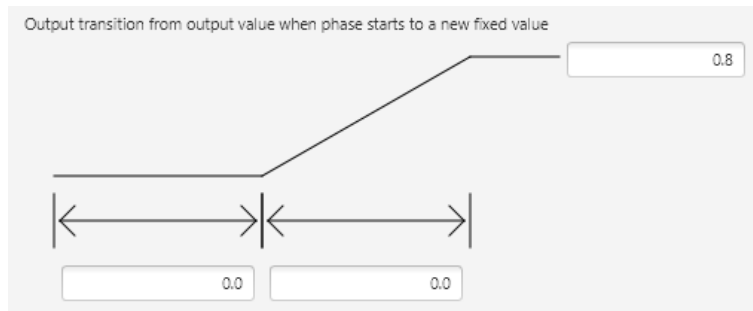 Output transition from output value when phase starts to a new fixed value
0.8
0.0 0.0